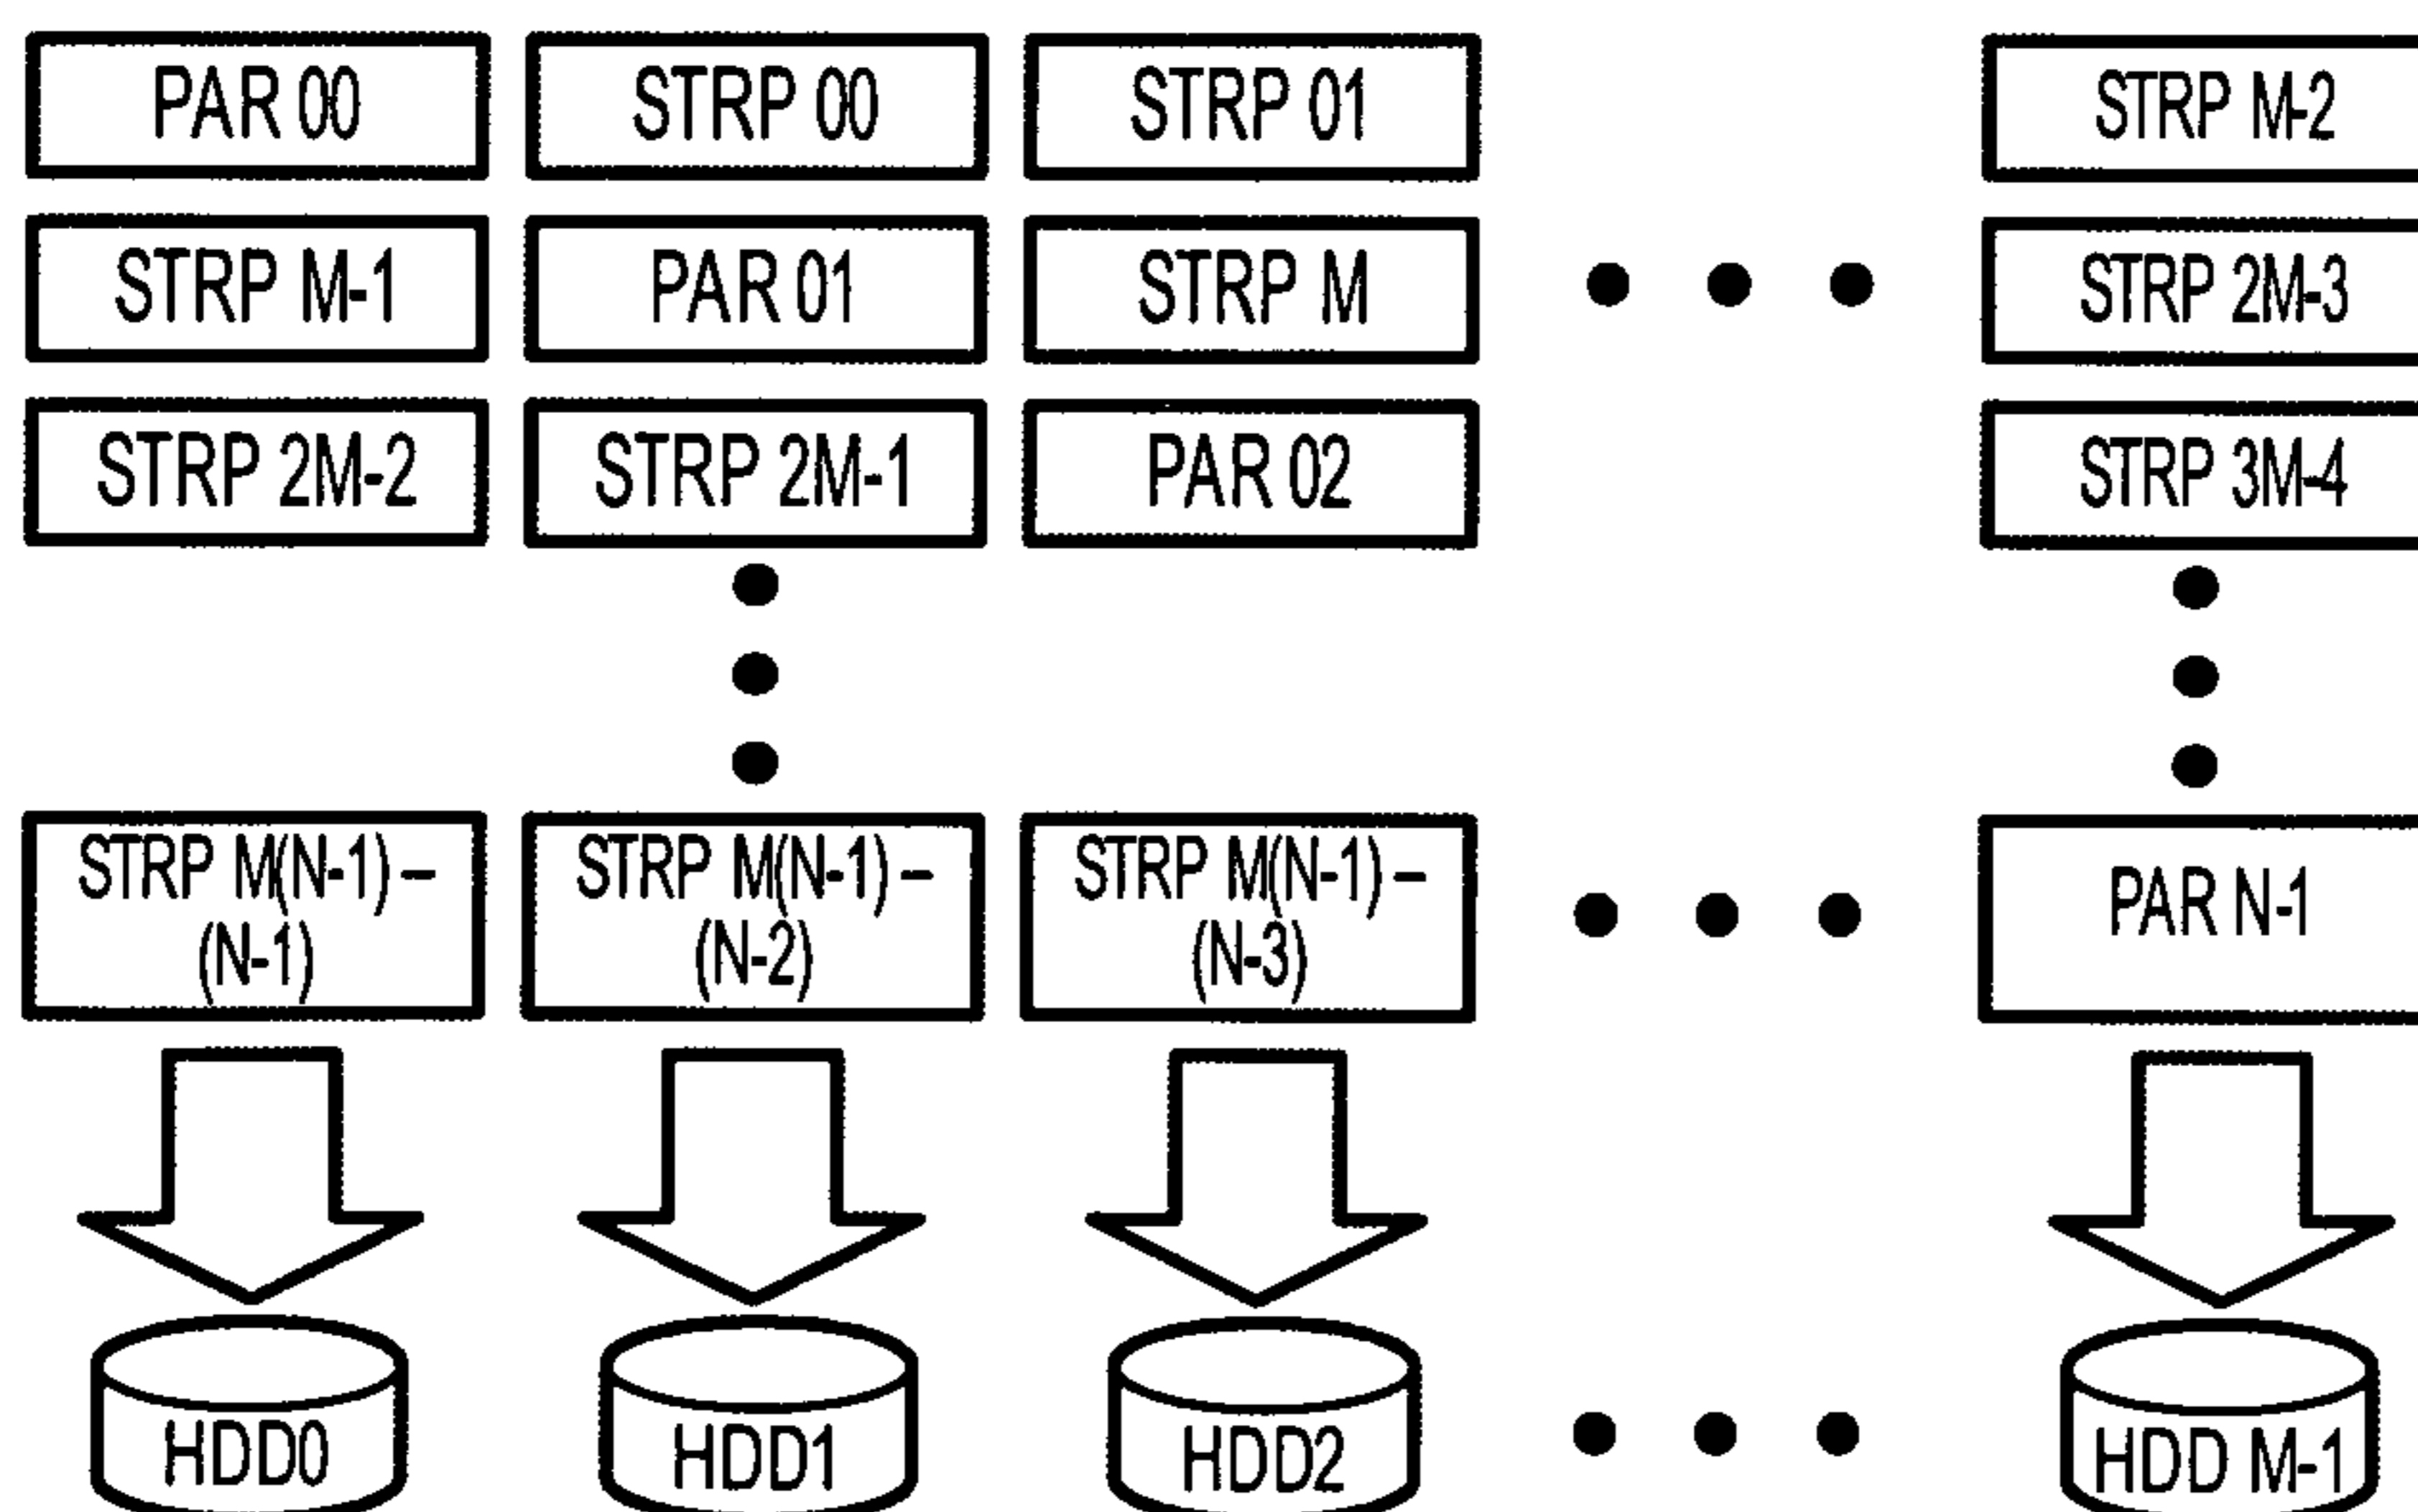 PAR 00
STRP 00
STRP 01
STRP M-2
STRP M-1
PAR 01
STRP M
STRP 2M-3
STRP 2M-2
STRP 2M-1
PAR 02
STRP 3M-4
STRP M(N-1) –
(N-1)
STRP M(N-1) –
(N-2)
STRP M(N-1) –
(N-3)
PAR N-1
HDD0
HDD1
HDD2
HDD M-1